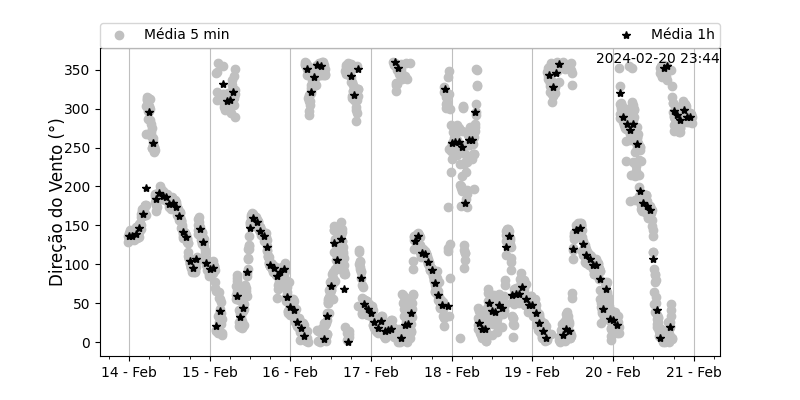 Média 5 min
Média 1h
2024-02-20 23:44
Direção do Vento (°)
350
300
250
200
150
100
50
0
14 - Feb
15 - Feb
16 - Feb
17 - Feb
18 - Feb
19 - Feb
20 - Feb
21 - Feb